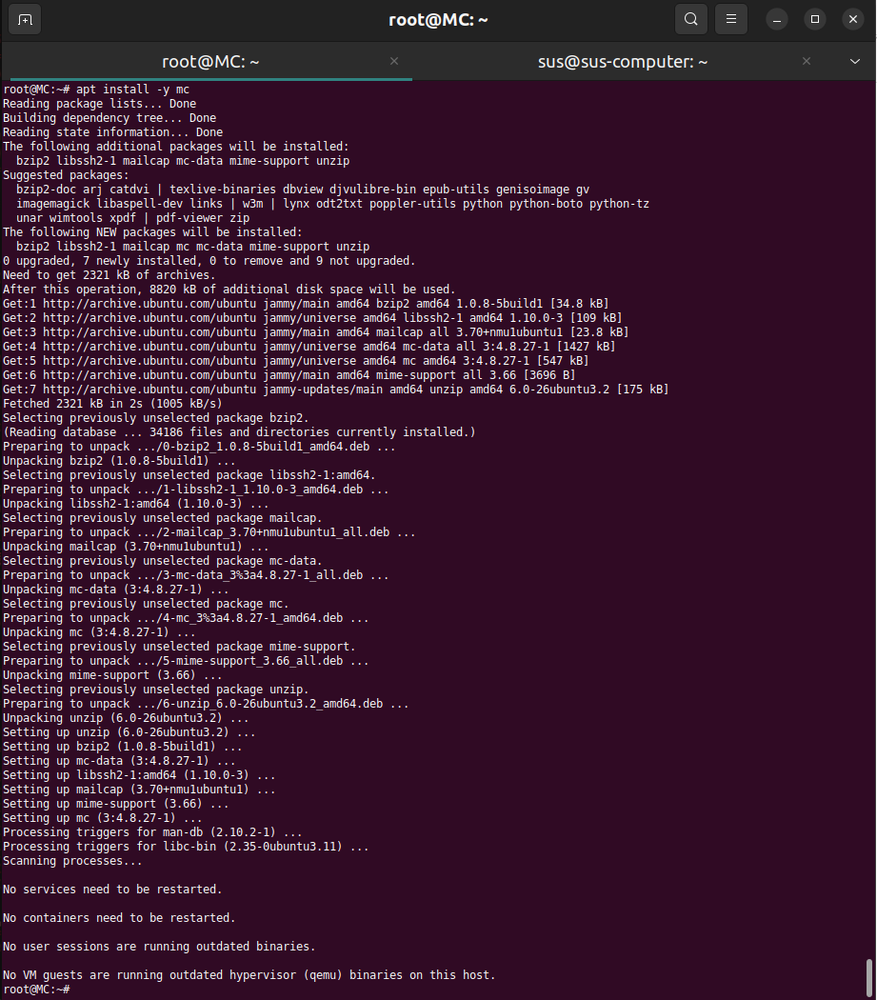 root@MC: ~
root@MC: ~
sus@sus-computer: ~
root@MC:~# apt install -y mc
Reading package lists... Done
Building dependency tree... Done
Reading state information... Done
The following additional packages will be installed:
  bzip2 libssh2-1 mailcap mc-data mime-support unzip
Suggested packages:
  bzip2-doc arj catdvi | texlive-binaries dbview djvulibre-bin epub-utils genisoimage gv
  imagemagick libaspell-dev links | w3m | lynx odt2txt poppler-utils python python-boto python-tz
  unar wimtools xpdf | pdf-viewer zip
The following NEW packages will be installed:
  bzip2 libssh2-1 mailcap mc mc-data mime-support unzip
0 upgraded, 7 newly installed, 0 to remove and 9 not upgraded.
Need to get 2321 kB of archives.
After this operation, 8820 kB of additional disk space will be used.
Get:1 http://archive.ubuntu.com/ubuntu jammy/main amd64 bzip2 amd64 1.0.8-5build1 [34.8 kB]
Get:2 http://archive.ubuntu.com/ubuntu jammy/universe amd64 libssh2-1 amd64 1.10.0-3 [109 kB]
Get:3 http://archive.ubuntu.com/ubuntu jammy/main amd64 mailcap all 3.70+nmu1ubuntu1 [23.8 kB]
Get:4 http://archive.ubuntu.com/ubuntu jammy/universe amd64 mc-data all 3:4.8.27-1 [1427 kB]
Get:5 http://archive.ubuntu.com/ubuntu jammy/universe amd64 mc amd64 3:4.8.27-1 [547 kB]
Get:6 http://archive.ubuntu.com/ubuntu jammy/main amd64 mime-support all 3.66 [3696 B]
Get:7 http://archive.ubuntu.com/ubuntu jammy-updates/main amd64 unzip amd64 6.0-26ubuntu3.2 [175 kB]
Fetched 2321 kB in 2s (1005 kB/s)
Selecting previously unselected package bzip2.
(Reading database ... 34186 files and directories currently installed.)
Preparing to unpack .../0-bzip2_1.0.8-5build1_amd64.deb ...
Unpacking bzip2 (1.0.8-5build1) ...
Selecting previously unselected package libssh2-1:amd64.
Preparing to unpack .../1-libssh2-1_1.10.0-3_amd64.deb ...
Unpacking libssh2-1:amd64 (1.10.0-3) ...
Selecting previously unselected package mailcap.
Preparing to unpack .../2-mailcap_3.70+nmu1ubuntu1_all.deb ...
Unpacking mailcap (3.70+nmu1ubuntu1) ...
Selecting previously unselected package mc-data.
Preparing to unpack .../3-mc-data_3%3a4.8.27-1_all.deb ...
Unpacking mc-data (3:4.8.27-1) ...
Selecting previously unselected package mc.
Preparing to unpack .../4-mc_3%3a4.8.27-1_amd64.deb ...
Unpacking mc (3:4.8.27-1) ...
Selecting previously unselected package mime-support.
Preparing to unpack .../5-mime-support_3.66_all.deb ...
Unpacking mime-support (3.66) ...
Selecting previously unselected package unzip.
Preparing to unpack .../6-unzip_6.0-26ubuntu3.2_amd64.deb ...
Unpacking unzip (6.0-26ubuntu3.2) ...
Setting up unzip (6.0-26ubuntu3.2) ...
Setting up bzip2 (1.0.8-5build1) ...
Setting up mc-data (3:4.8.27-1) ...
Setting up libssh2-1:amd64 (1.10.0-3) ...
Setting up mailcap (3.70+nmu1ubuntu1) ...
Setting up mime-support (3.66) ...
Setting up mc (3:4.8.27-1) ...
Processing triggers for man-db (2.10.2-1) ...
Processing triggers for libc-bin (2.35-0ubuntu3.11) ...
Scanning processes...

No services need to be restarted.

No containers need to be restarted.

No user sessions are running outdated binaries.

No VM guests are running outdated hypervisor (qemu) binaries on this host.
root@MC:~#